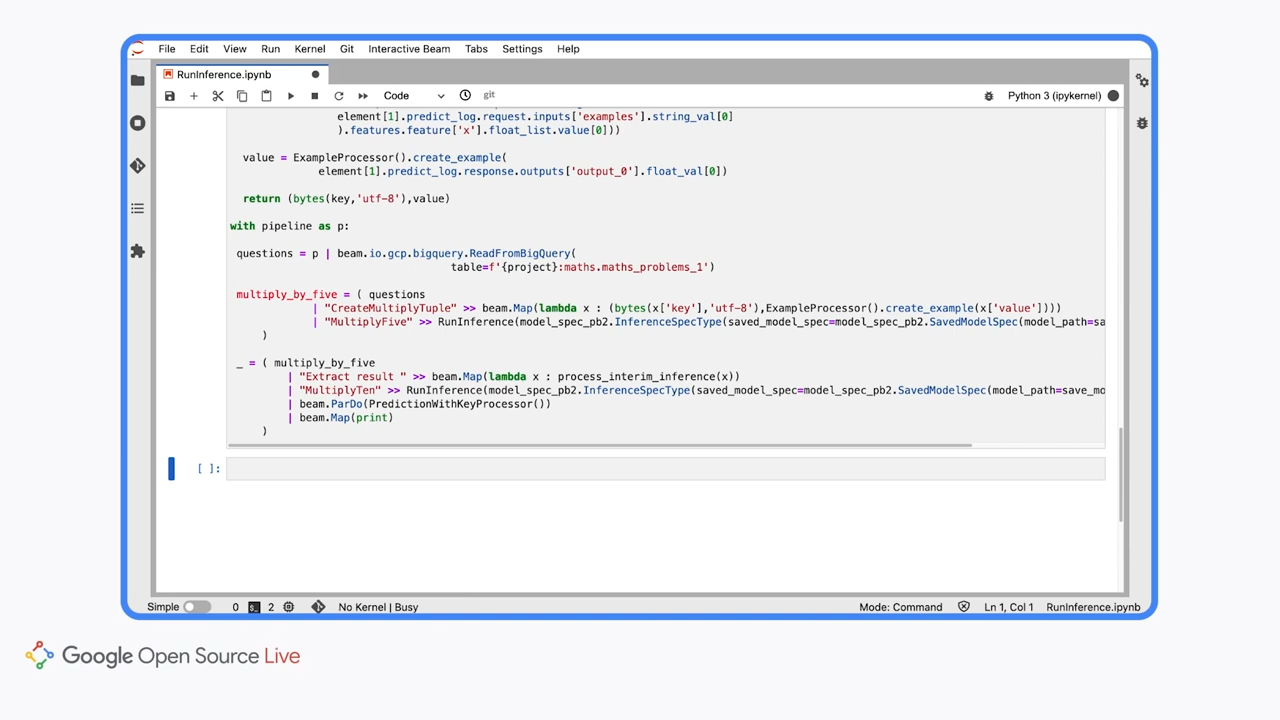 File Edit View Run Kernel Git Interactive Beam Tabs Settings Help
RunInference.ipynb
Code git Python 3 (ipykernel)
element[1].predict_log.request.inputs['examples'].string_val[0]
).features.feature['x'].float_list.value[0]))
value = ExampleProcessor().create_example(
element[1].predict_log.response.outputs['output_0'].float_val[0])
return (bytes(key,'utf-8'),value)
with pipeline as p:
questions = p | beam.io.gcp.bigquery.ReadFromBigQuery(
table=f'{project}:maths.maths_problems_1')
multiply_by_five = ( questions
| "CreateMultiplyTuple" >> beam.Map(lambda x : (bytes(x['key'],'utf-8'),ExampleProcessor().create_example(x['value'])))
| "MultiplyFive" >> RunInference(model_spec_pb2.InferenceSpecType(saved_model_spec=model_spec_pb2.SavedModelSpec(model_path=sa
)
_ = ( multiply_by_five
| "Extract result " >> beam.Map(lambda x : process_interim_inference(x))
| "MultiplyTen" >> RunInference(model_spec_pb2.InferenceSpecType(saved_model_spec=model_spec_pb2.SavedModelSpec(model_path=save_mo
| beam.ParDo(PredictionWithKeyProcessor())
| beam.Map(print)
)
[ ]:
Simple 0 2 No Kernel | Busy Mode: Command Ln 1, Col 1 RunInference.ipynb
Google Open Source Live